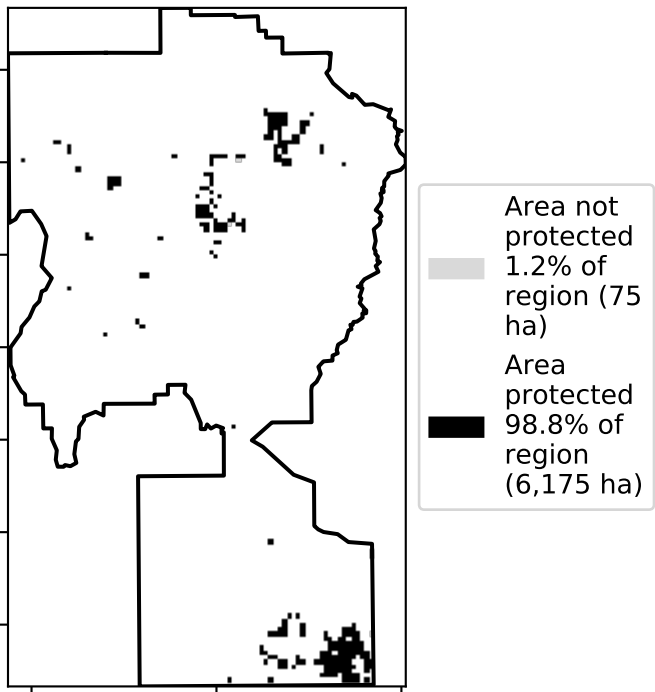 Area not
protected
1.2% of
region (75
ha)
Area
protected
98.8% of
region
(6,175 ha)